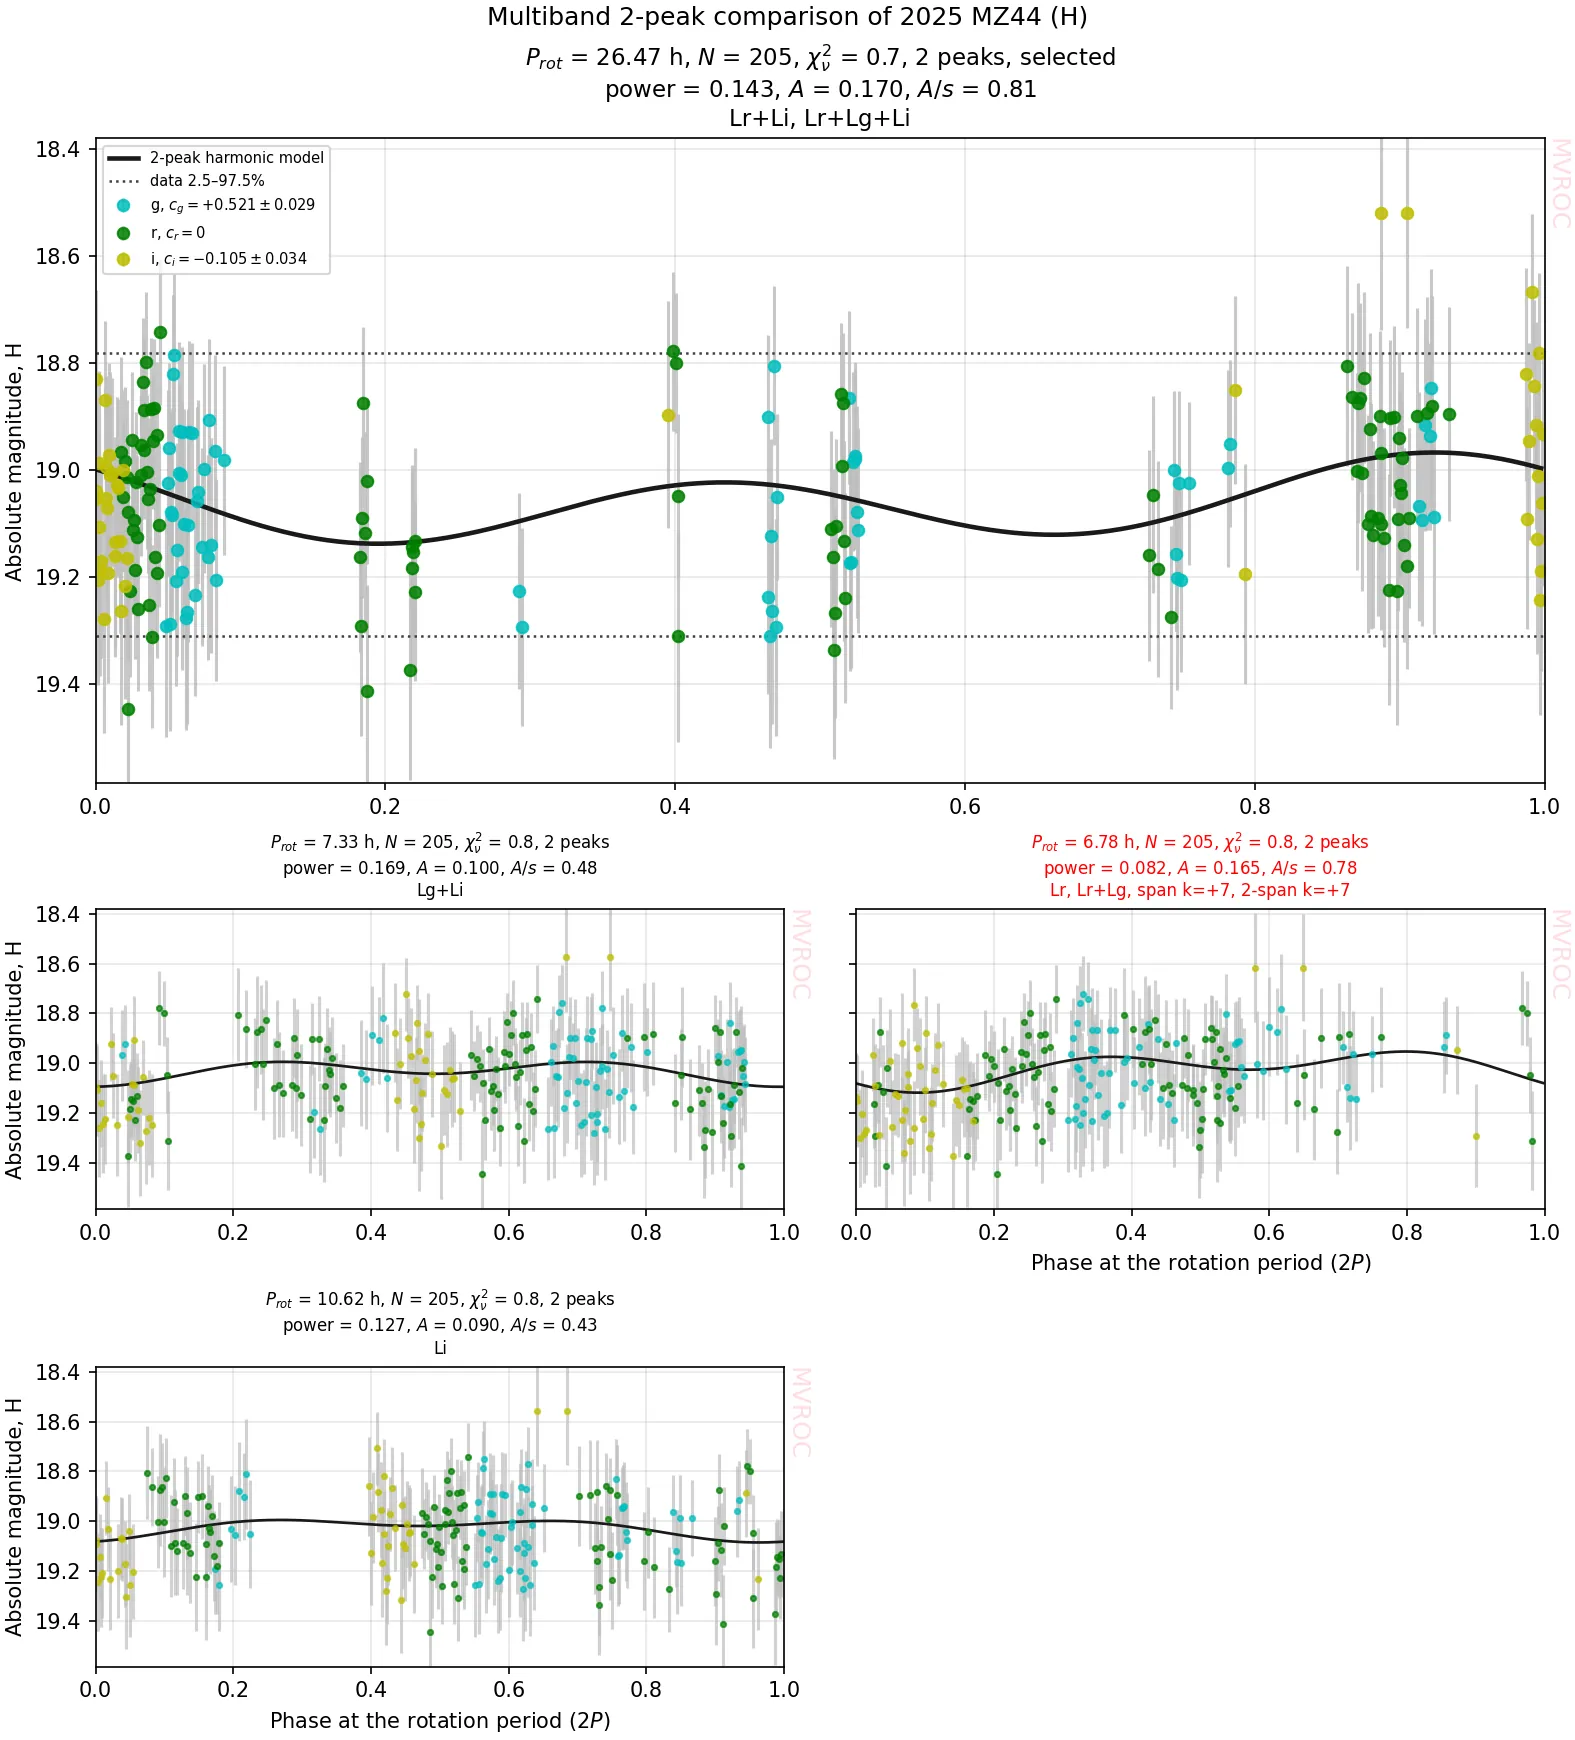 Multiband 2-peak comparison of 2025 MZ44 (H)
P_rot = 26.47 h, N = 205, χ²_ν = 0.7, 2 peaks, selected
power = 0.143, A = 0.170, A/s = 0.81
Lr+Li, Lr+Lg+Li
2-peak harmonic model
data 2.5–97.5%
g, c_g = +0.521 ± 0.029
r, c_r = 0
i, c_i = −0.105 ± 0.034
MVROC
Absolute magnitude, H
18.4
18.6
18.8
19.0
19.2
19.4
0.0 0.2 0.4 0.6 0.8 1.0
P_rot = 7.33 h, N = 205, χ²_ν = 0.8, 2 peaks
power = 0.169, A = 0.100, A/s = 0.48
Lg+Li
MVROC
Absolute magnitude, H
18.4
18.6
18.8
19.0
19.2
19.4
0.0 0.2 0.4 0.6 0.8 1.0
P_rot = 6.78 h, N = 205, χ²_ν = 0.8, 2 peaks
power = 0.082, A = 0.165, A/s = 0.78
Lr, Lr+Lg, span k=+7, 2-span k=+7
MVROC
0.0 0.2 0.4 0.6 0.8 1.0
Phase at the rotation period (2P)
P_rot = 10.62 h, N = 205, χ²_ν = 0.8, 2 peaks
power = 0.127, A = 0.090, A/s = 0.43
Li
MVROC
Absolute magnitude, H
18.4
18.6
18.8
19.0
19.2
19.4
0.0 0.2 0.4 0.6 0.8 1.0
Phase at the rotation period (2P)